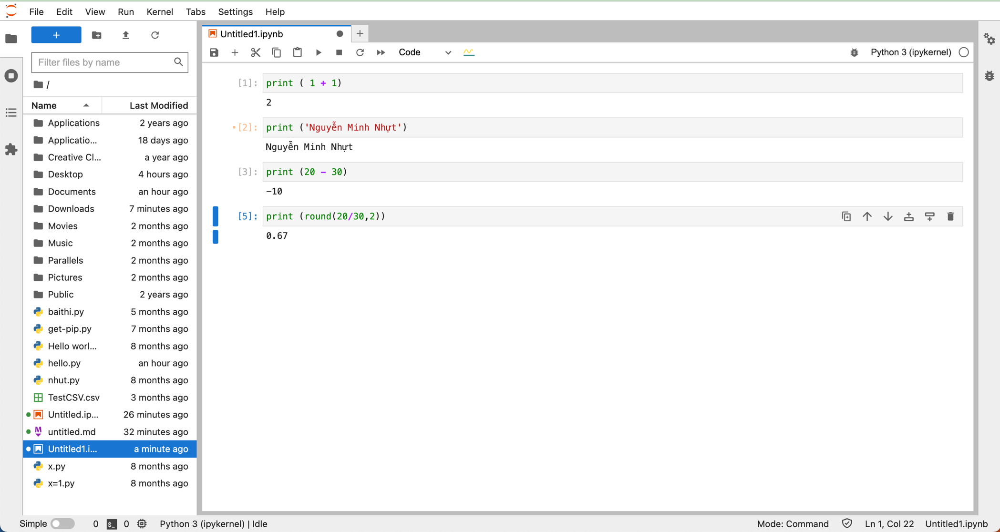 File Edit View Run Kernel Tabs Settings Help
+
Filter files by name
/
Name Last Modified
Applications 2 years ago
Applicatio... 18 days ago
Creative Cl... a year ago
Desktop 4 hours ago
Documents an hour ago
Downloads 7 minutes ago
Movies 2 months ago
Music 2 months ago
Parallels 2 months ago
Pictures 2 months ago
Public 2 years ago
baithi.py 5 months ago
get-pip.py 7 months ago
Hello worl... 8 months ago
hello.py an hour ago
nhut.py 8 months ago
TestCSV.csv 3 months ago
Untitled.ip... 26 minutes ago
M untitled.md 32 minutes ago
Untitled1.i... a minute ago
x.py 8 months ago
x=1.py 8 months ago
Untitled1.ipynb
Code Python 3 (ipykernel)
[1]: print ( 1 + 1)
2
[2]: print ('Nguyễn Minh Nhựt')
Nguyễn Minh Nhựt
[3]: print (20 - 30)
-10
[5]: print (round(20/30,2))
0.67
Simple 0 $_ 0 Python 3 (ipykernel) | Idle Mode: Command Ln 1, Col 22 Untitled1.ipynb